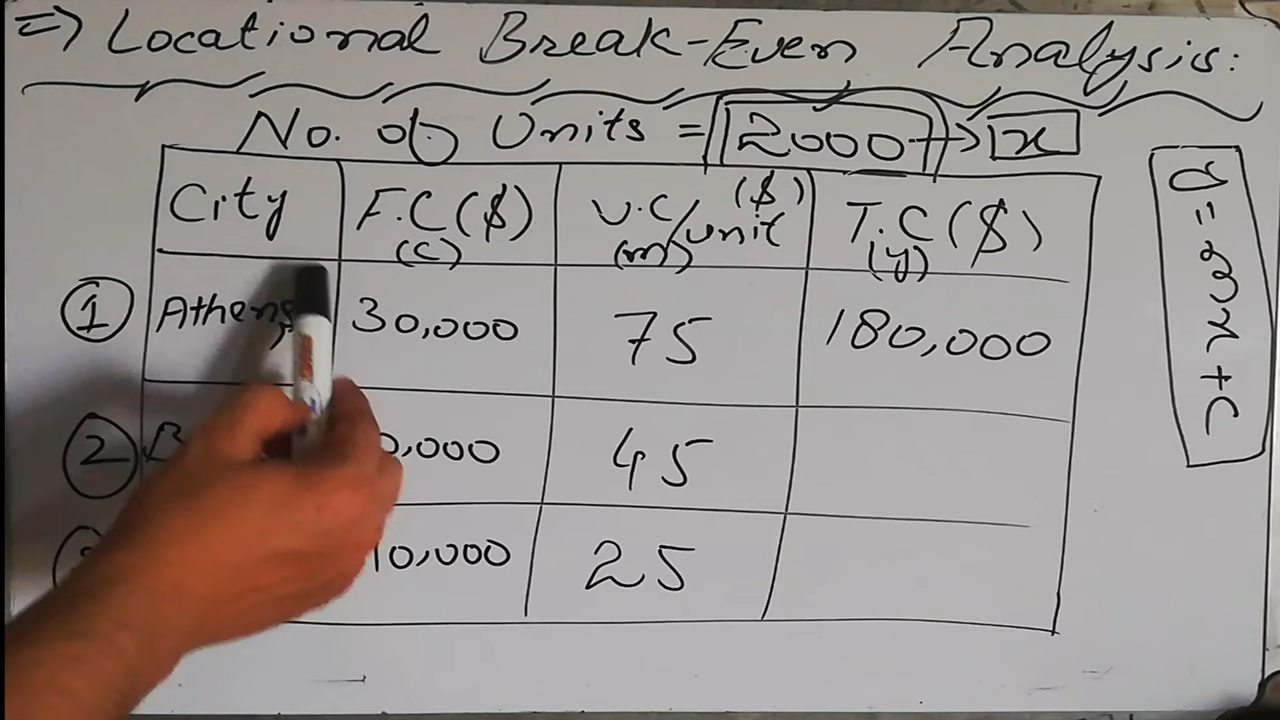 => Locational Break-Even Analysis:
No. of Units = 2000 → x
City F.C ($) (c) V.C/unit ($) (m) T.C ($) (y)
1 Athens 30,000 75 180,000
2 B 0,000 45
10,000 25
y = mx + c